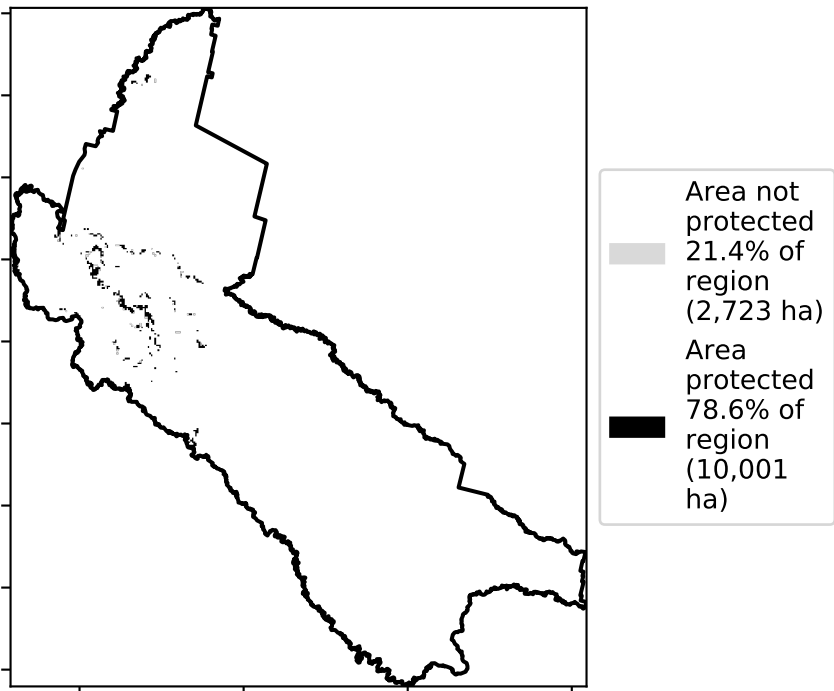 Area not
protected
21.4% of
region
(2,723 ha)
Area
protected
78.6% of
region
(10,001
ha)